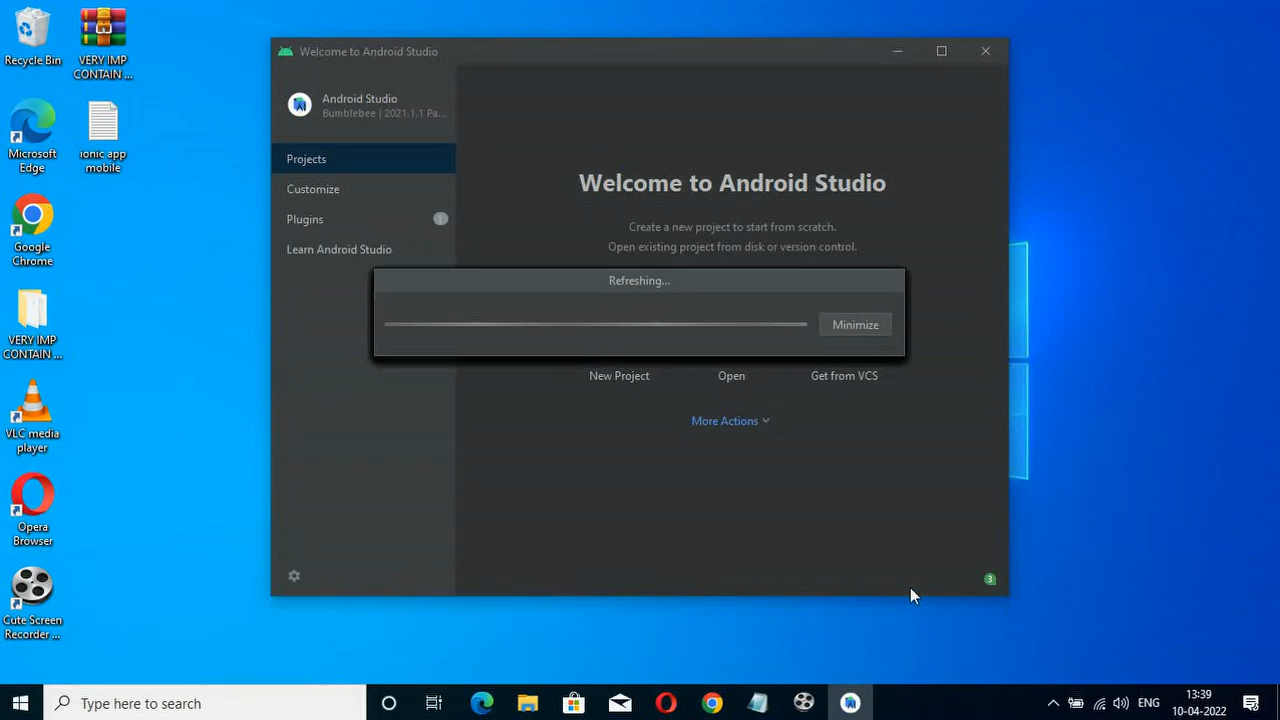 Recycle Bin
VERY IMP
CONTAIN ...
Microsoft
Edge
ionic app
mobile
Google
Chrome
VERY IMP
CONTAIN ...
VLC media
player
Opera
Browser
Cute Screen
Recorder ...
Welcome to Android Studio
Android Studio
Bumblebee | 2021.1.1 Pa...
Projects
Customize
Plugins
1
Learn Android Studio
Welcome to Android Studio
Create a new project to start from scratch.
Open existing project from disk or version control.
Refreshing...
Minimize
New Project
Open
Get from VCS
More Actions
3
Type here to search
ENG
13:39
10-04-2022